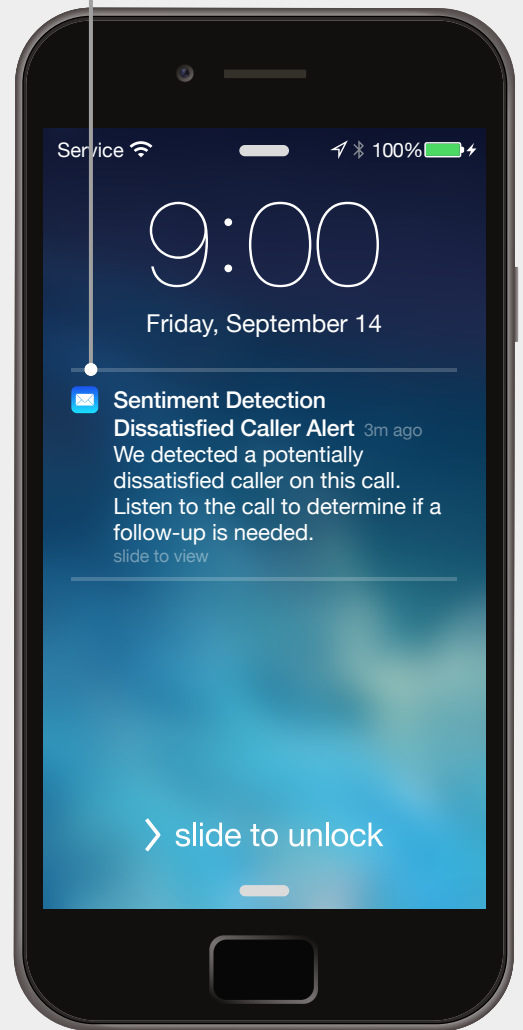 Service 100%
9:00
Friday, September 14
Sentiment Detection
Dissatisfied Caller Alert 3m ago
We detected a potentially
dissatisfied caller on this call.
Listen to the call to determine if a
follow-up is needed.
slide to view
slide to unlock